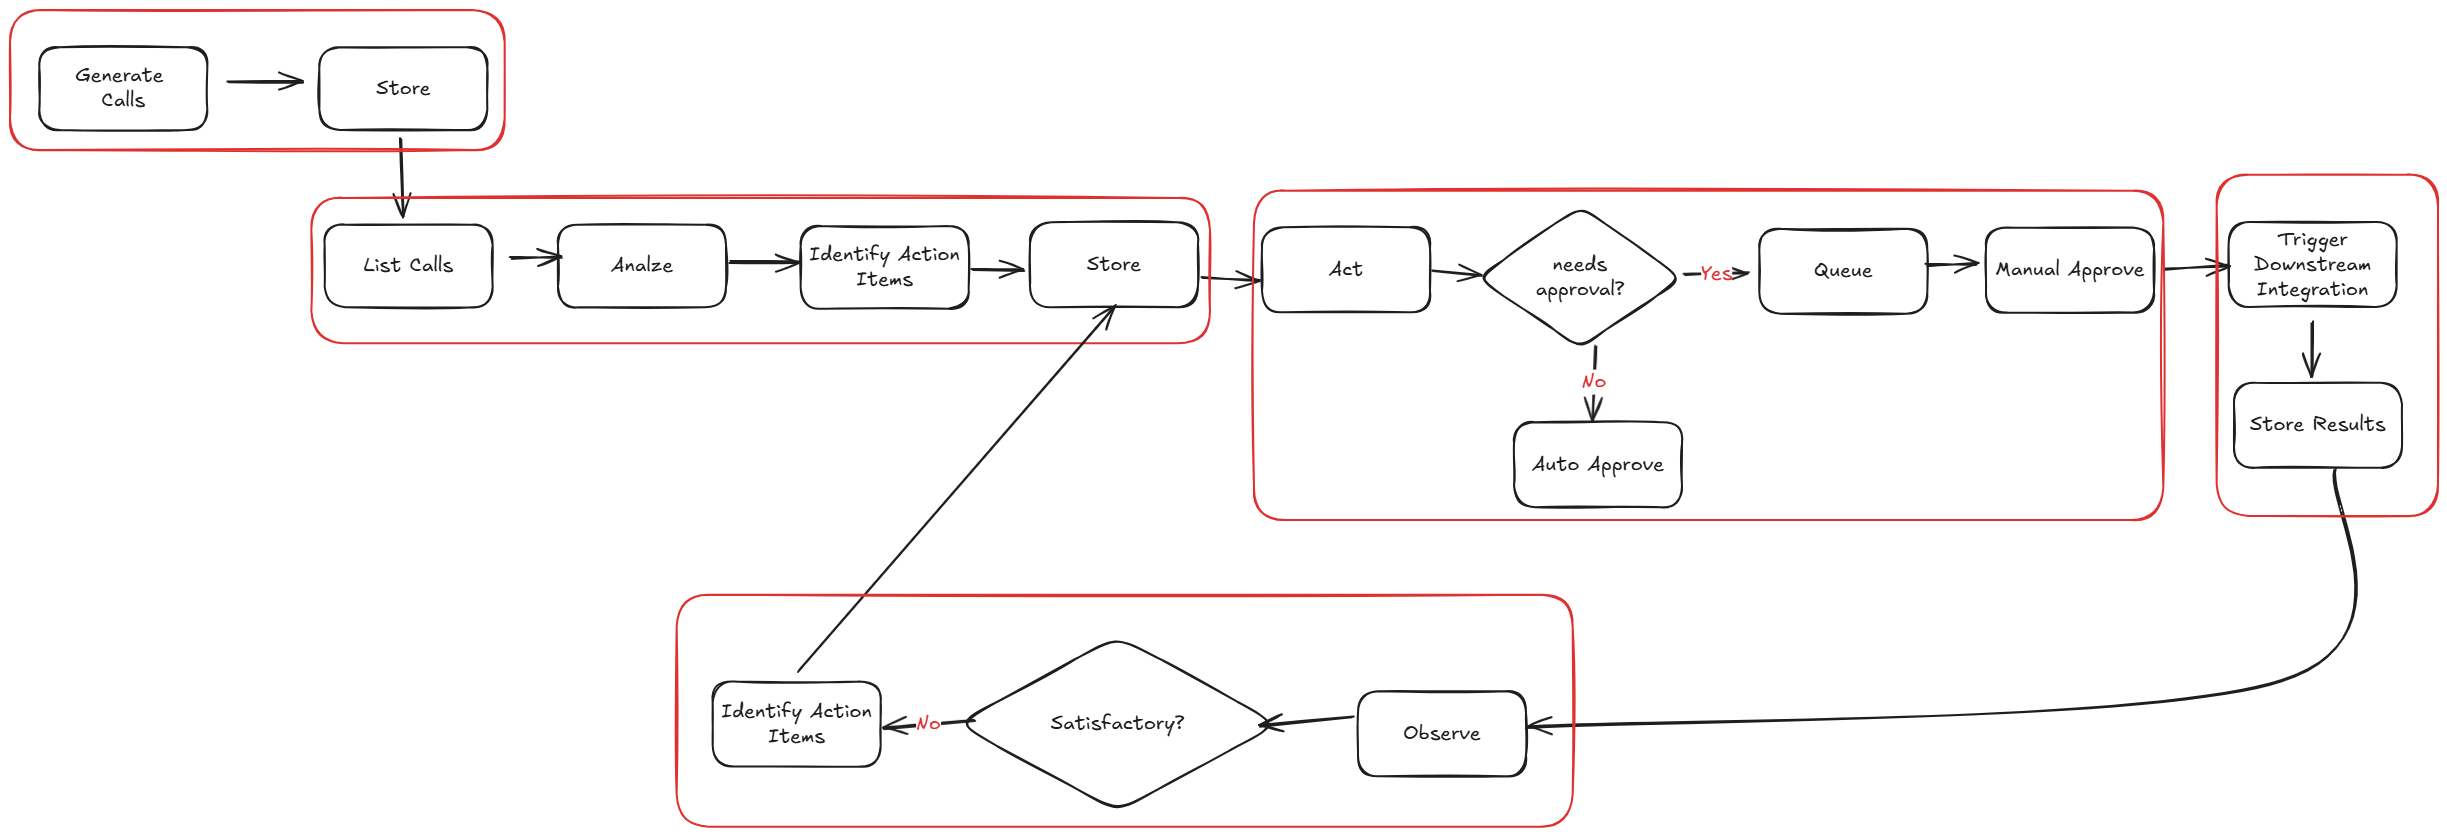 Generate
Calls
Store
List Calls
Analze
Identify Action
Items
Store
Act
needs
approval?
Yes
Queue
Manual Approve
Trigger
Downstream
Integration
No
Auto Approve
Store Results
Identify Action
Items
No
Satisfactory?
Observe